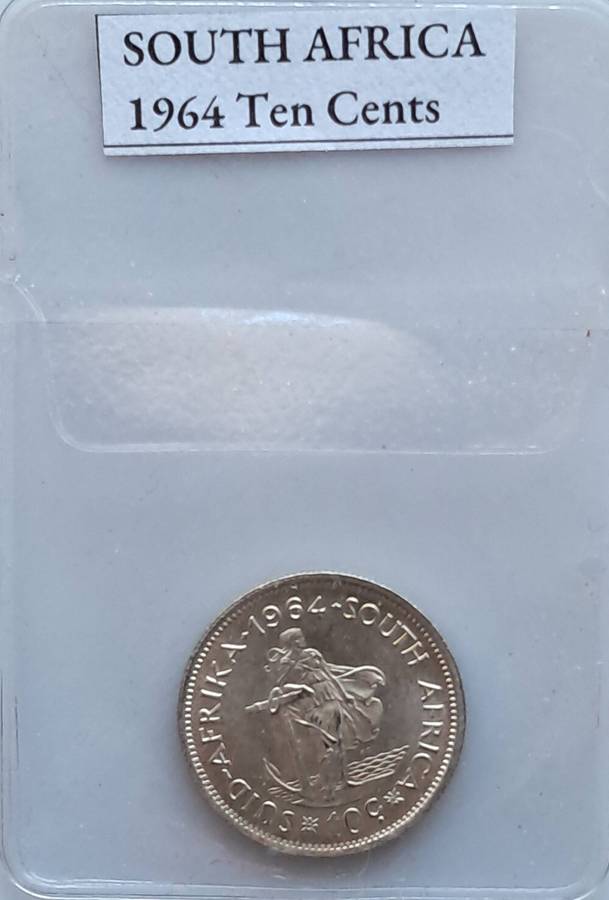 SOUTH AFRICA
1964 Ten Cents
SUID-AFRIKA·1964·SOUTH AFRICA
10c